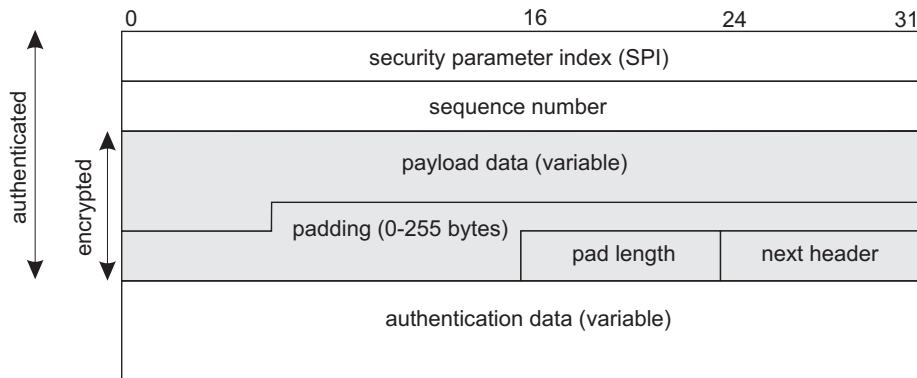 0 16 24 31
security parameter index (SPI)
sequence number
payload data (variable)
padding (0-255 bytes)
pad length
next header
authentication data (variable)
authenticated
encrypted